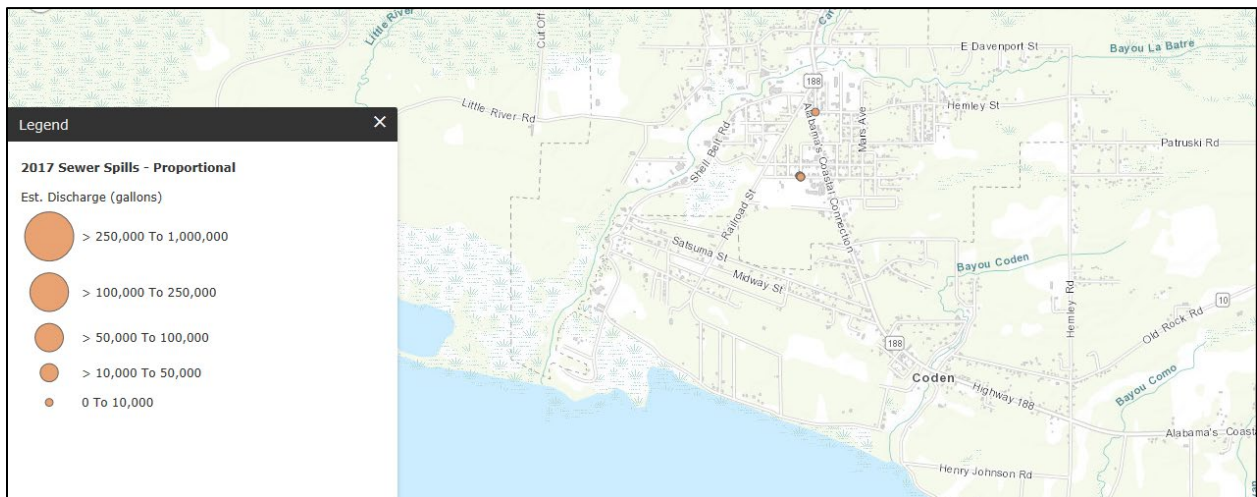 Legend
×
2017 Sewer Spills - Proportional
Est. Discharge (gallons)
> 250,000 To 1,000,000
> 100,000 To 250,000
> 50,000 To 100,000
> 10,000 To 50,000
0 To 10,000
Little River
Cut Off
Little River Rd
E Davenport St
Bayou La Batre
188
Hemley St
Mars Ave
Patruski Rd
Shell Belt Rd
Alabama's Coastal Connection
Railroad St
Satsuma St
Midway St
Bayou Coden
Hemley Rd
10
Old Rock Rd
188
Coden
Highway 188
Bayou Como
Alabama's Coast
Henry Johnson Rd